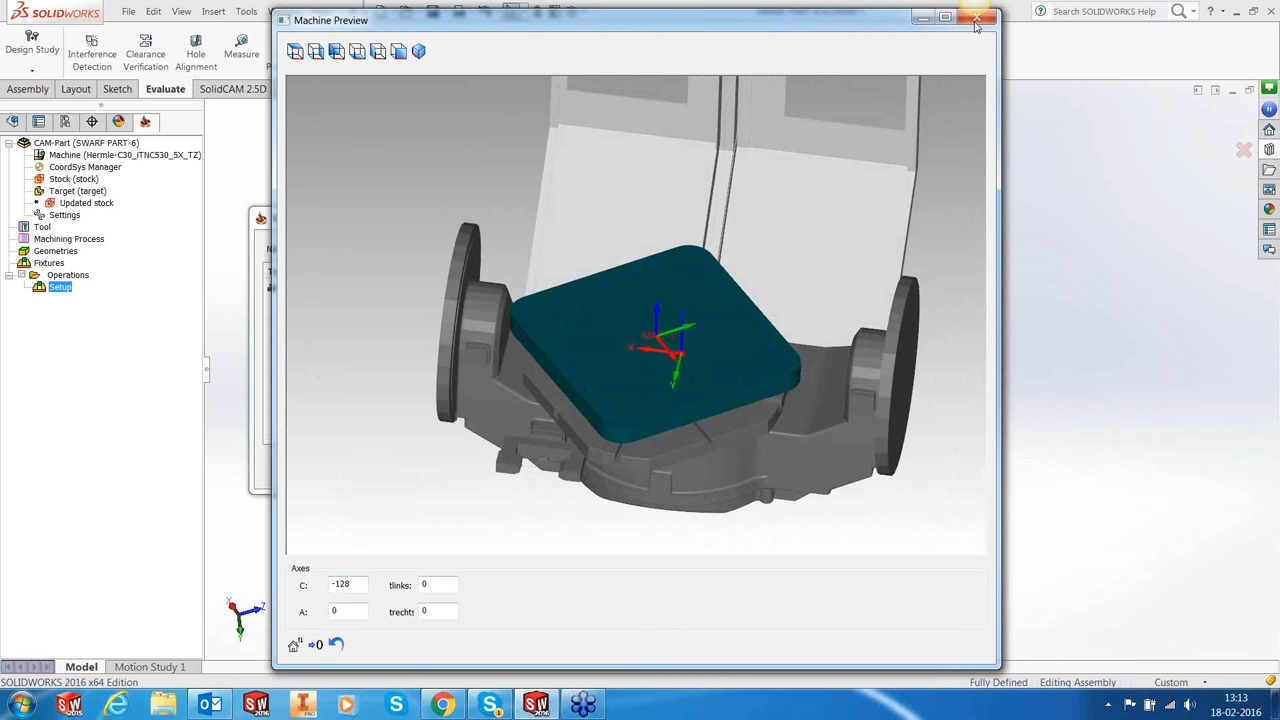 SOLIDWORKS
File
Edit
View
Insert
Tools
Machine Preview
Search SOLIDWORKS Help
Design Study
Interference Detection
Clearance Verification
Hole Alignment
Measure
Assembly
Layout
Sketch
Evaluate
SolidCAM 2.5D
CAM-Part (SWARF PART-6)
Machine (Hermle-C30_iTNC530_5X_TZ)
CoordSys Manager
Stock (stock)
Target (target)
* Updated stock
Settings
Tool
Machining Process
Geometries
Fixtures
Operations
Setup
X
Y
Axes
C: -128
tlinks: 0
A: 0
trechts 0
→0
X
Z
Y
Model
Motion Study 1
SOLIDWORKS 2016 x64 Edition
Fully Defined
Editing Assembly
Custom
13:13
18-02-2016